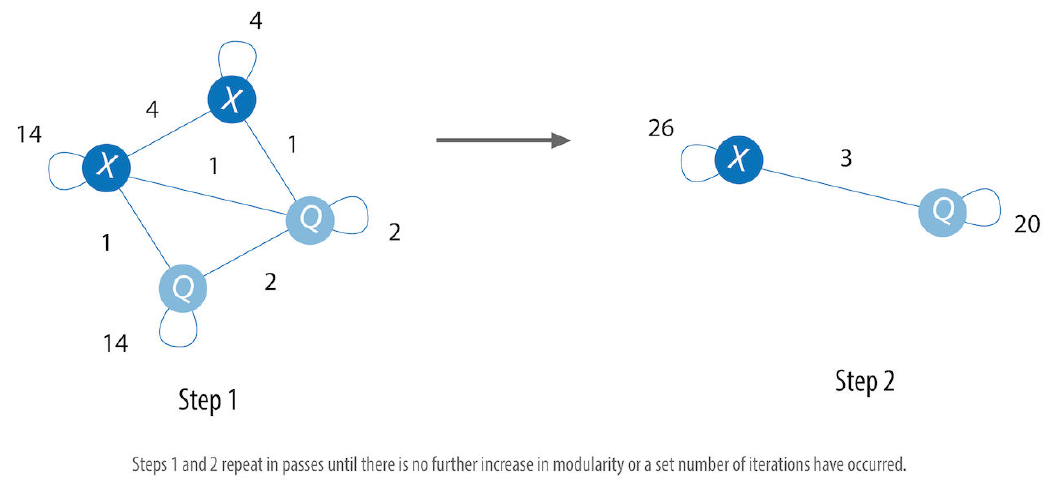 4
X
4
14
X
1
1
Q
2
1
2
Q
14
Step 1
26
X
3
Q
20
Step 2
Steps 1 and 2 repeat in passes until there is no further increase in modularity or a set number of iterations have occurred.